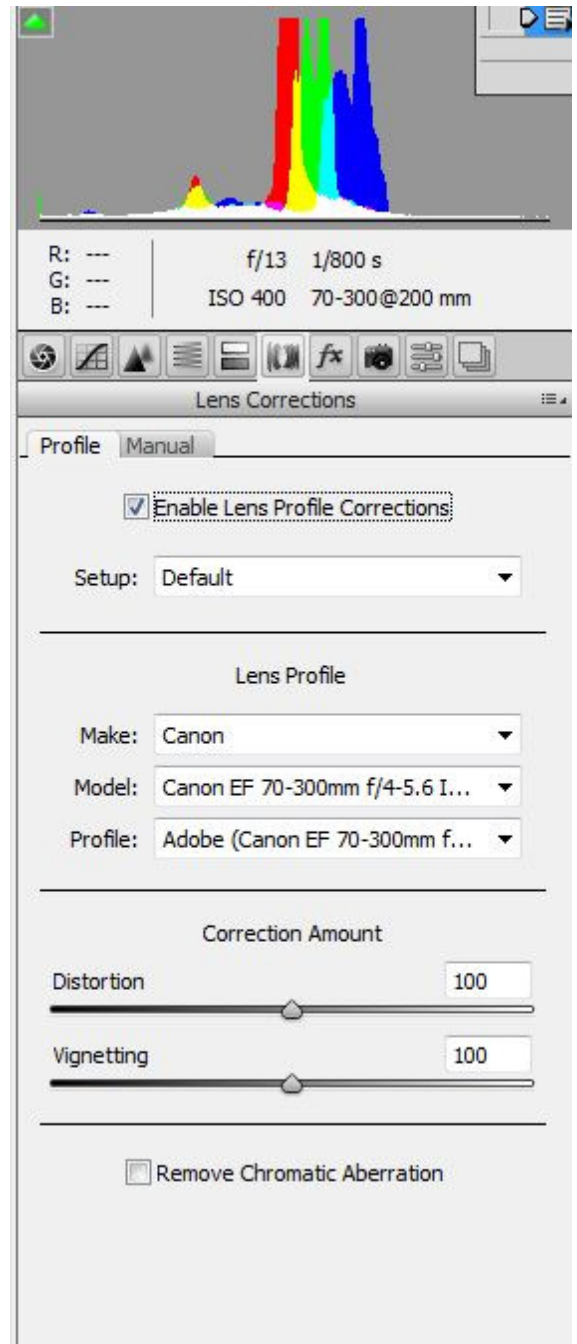 R: ---
G: ---
B: ---
f/13 1/800 s
ISO 400 70-300@200 mm
fx
Lens Corrections
Profile Manual
Enable Lens Profile Corrections
Setup: Default
Lens Profile
Make: Canon
Model: Canon EF 70-300mm f/4-5.6 I...
Profile: Adobe (Canon EF 70-300mm f...
Correction Amount
Distortion 100
Vignetting 100
Remove Chromatic Aberration